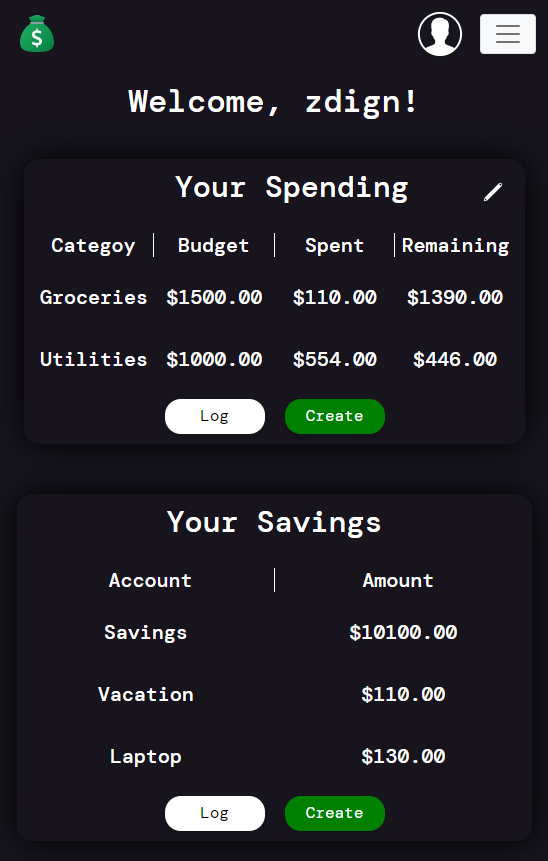 $
Welcome, zdign!
Your Spending
Categoy Budget Spent Remaining
Groceries $1500.00 $110.00 $1390.00
Utilities $1000.00 $554.00 $446.00
Log Create
Your Savings
Account Amount
Savings $10100.00
Vacation $110.00
Laptop $130.00
Log Create